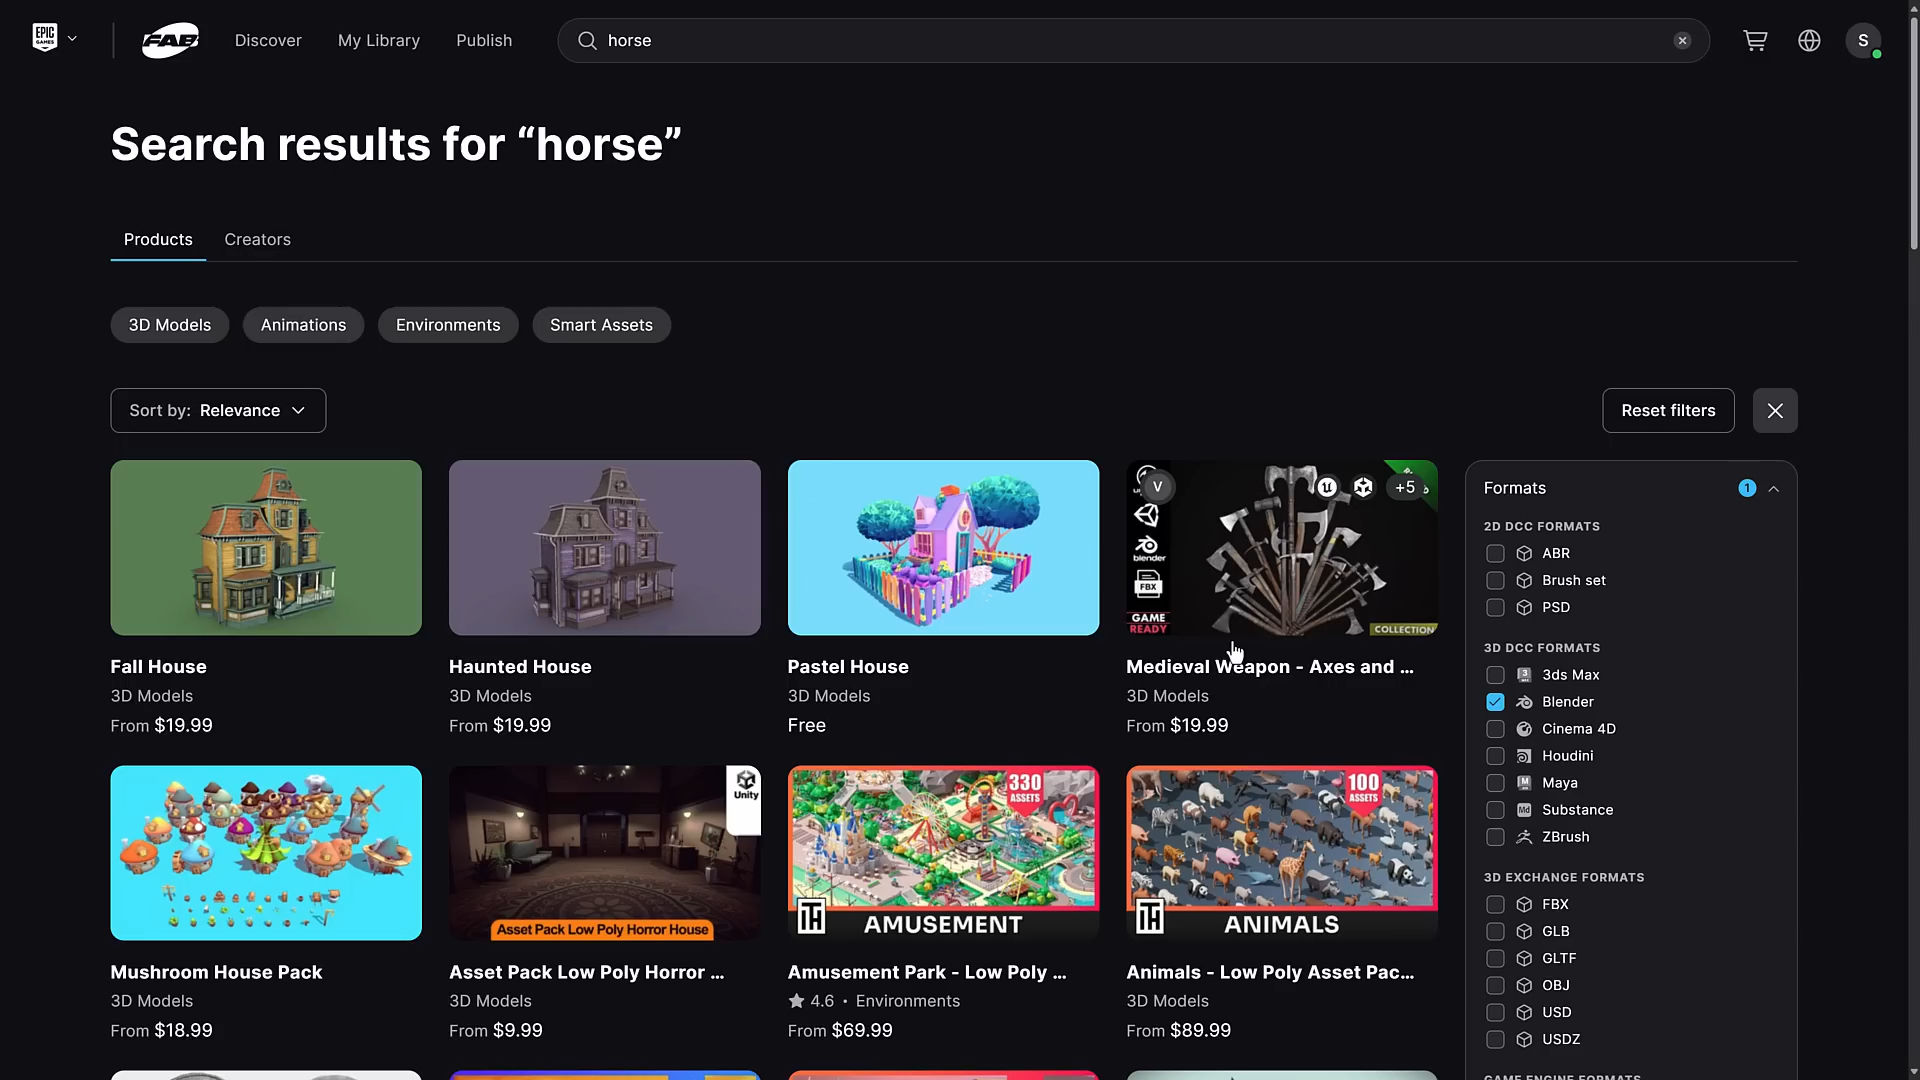 EPIC
GAMES
FAB
Discover
My Library
Publish
horse
S
Search results for “horse”
Products
Creators
3D Models
Animations
Environments
Smart Assets
Sort by: Relevance
Reset filters
V
+5
blender
FBX
GAME
READY
COLLECTION
Fall House
3D Models
From $19.99
Haunted House
3D Models
From $19.99
Pastel House
3D Models
Free
Medieval Weapon - Axes and ...
3D Models
From $19.99
Unity
Asset Pack Low Poly Horror House
330
ASSETS
AMUSEMENT
100
ASSETS
ANIMALS
Mushroom House Pack
3D Models
From $18.99
Asset Pack Low Poly Horror ...
3D Models
From $9.99
Amusement Park - Low Poly ...
4.6 • Environments
From $69.99
Animals - Low Poly Asset Pac...
3D Models
From $89.99
Formats
1
2D DCC FORMATS
ABR
Brush set
PSD
3D DCC FORMATS
3ds Max
Blender
Cinema 4D
Houdini
Maya
Substance
ZBrush
3D EXCHANGE FORMATS
FBX
GLB
GLTF
OBJ
USD
USDZ
GAME ENGINE FORMATS